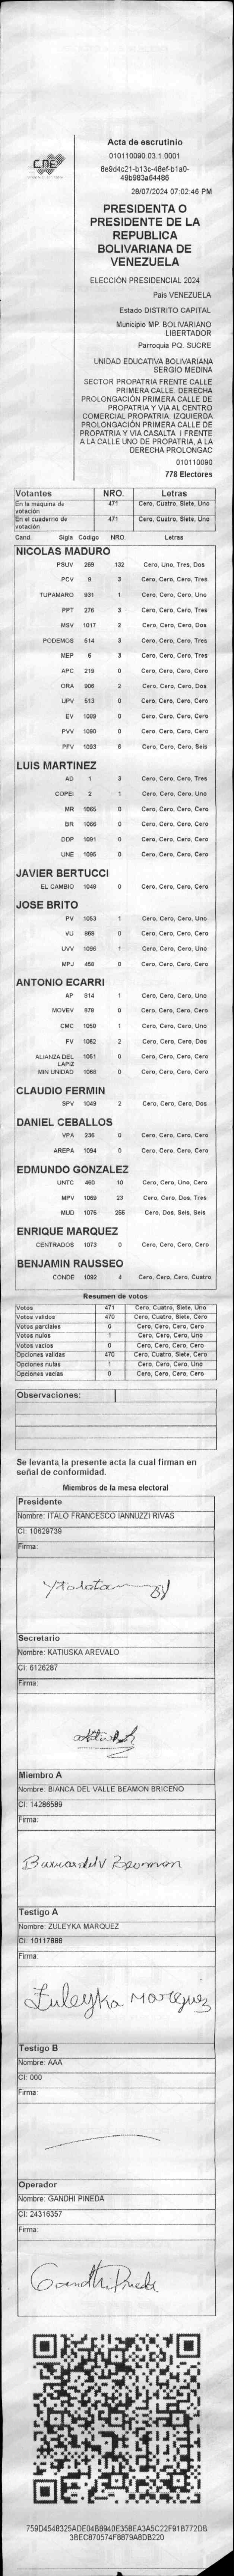 CNE
Acta de escrutinio
010110090.03.1.0001
8e9d4c21-b13c-48ef-b1a0-
49b983a64486
28/07/2024 07:02:46 PM
PRESIDENTA O
PRESIDENTE DE LA
REPUBLICA
BOLIVARIANA DE
VENEZUELA
ELECCIÓN PRESIDENCIAL 2024
Pais VENEZUELA
Estado DISTRITO CAPITAL
Municipio MP. BOLIVARIANO
LIBERTADOR
Parroquia PQ. SUCRE
UNIDAD EDUCATIVA BOLIVARIANA
SERGIO MEDINA
SECTOR PROPATRIA FRENTE CALLE
PRIMERA CALLE. DERECHA
PROLONGACIÓN PRIMERA CALLE DE
PROPATRIA Y VIA AL CENTRO
COMERCIAL PROPATRIA. IZQUIERDA
PROLONGACIÓN PRIMERA CALLE DE
PROPATRIA Y VIA CASALTA I. FRENTE
A LA CALLE UNO DE PROPATRIA, A LA
DERECHA PROLONGAC
010110090
778 Electores
Votantes NRO. Letras
En la maquina de votación 471 Cero, Cuatro, Siete, Uno
En el cuaderno de votación 471 Cero, Cuatro, Siete, Uno
Cand. Sigla Código NRO. Letras
NICOLAS MADURO
PSUV 269 132 Cero, Uno, Tres, Dos
PCV 9 3 Cero, Cero, Cero, Tres
TUPAMARO 931 1 Cero, Cero, Cero, Uno
PPT 276 3 Cero, Cero, Cero, Tres
MSV 1017 2 Cero, Cero, Cero, Dos
PODEMOS 514 3 Cero, Cero, Cero, Tres
MEP 6 3 Cero, Cero, Cero, Tres
APC 219 0 Cero, Cero, Cero, Cero
ORA 906 2 Cero, Cero, Cero, Dos
UPV 513 0 Cero, Cero, Cero, Cero
EV 1089 0 Cero, Cero, Cero, Cero
PVV 1090 0 Cero, Cero, Cero, Cero
PFV 1093 6 Cero, Cero, Cero, Seis
LUIS MARTINEZ
AD 1 3 Cero, Cero, Cero, Tres
COPEI 2 1 Cero, Cero, Cero, Uno
MR 1065 0 Cero, Cero, Cero, Cero
BR 1066 0 Cero, Cero, Cero, Cero
DDP 1091 0 Cero, Cero, Cero, Cero
UNE 1095 0 Cero, Cero, Cero, Cero
JAVIER BERTUCCI
EL CAMBIO 1048 0 Cero, Cero, Cero, Cero
JOSE BRITO
PV 1053 1 Cero, Cero, Cero, Uno
VU 868 0 Cero, Cero, Cero, Cero
UVV 1096 1 Cero, Cero, Cero, Uno
MPJ 458 0 Cero, Cero, Cero, Cero
ANTONIO ECARRI
AP 814 1 Cero, Cero, Cero, Uno
MOVEV 878 0 Cero, Cero, Cero, Cero
CMC 1050 1 Cero, Cero, Cero, Uno
FV 1062 2 Cero, Cero, Cero, Dos
ALIANZA DEL LAPIZ 1051 0 Cero, Cero, Cero, Cero
MIN UNIDAD 1068 0 Cero, Cero, Cero, Cero
CLAUDIO FERMIN
SPV 1049 2 Cero, Cero, Cero, Dos
DANIEL CEBALLOS
VPA 236 0 Cero, Cero, Cero, Cero
AREPA 1094 0 Cero, Cero, Cero, Cero
EDMUNDO GONZALEZ
UNTC 460 10 Cero, Cero, Uno, Cero
MPV 1069 23 Cero, Cero, Dos, Tres
MUD 1075 266 Cero, Dos, Seis, Seis
ENRIQUE MARQUEZ
CENTRADOS 1073 0 Cero, Cero, Cero, Cero
BENJAMIN RAUSSEO
CONDE 1092 4 Cero, Cero, Cero, Cuatro
Resumen de votos
Votos 471 Cero, Cuatro, Siete, Uno
Votos validos 470 Cero, Cuatro, Siete, Cero
Votos parciales 0 Cero, Cero, Cero, Cero
Votos nulos 1 Cero, Cero, Cero, Uno
Votos vacios 0 Cero, Cero, Cero, Cero
Opciones validas 470 Cero, Cuatro, Siete, Cero
Opciones nulas 1 Cero, Cero, Cero, Uno
Opciones vacias 0 Cero, Cero, Cero, Cero
Observaciones:
Se levanta la presente acta la cual firman en
señal de conformidad.
Miembros de la mesa electoral
Presidente
Nombre: ITALO FRANCESCO IANNUZZI RIVAS
CI: 10629739
Firma:
Secretario
Nombre: KATIUSKA AREVALO
CI: 6126287
Firma:
Miembro A
Nombre: BIANCA DEL VALLE BEAMON BRICEÑO
CI: 14286589
Firma:
Testigo A
Nombre: ZULEYKA MARQUEZ
CI: 10117888
Firma:
Zuleyka Marquez
Testigo B
Nombre: AAA
CI: 000
Firma:
Operador
Nombre: GANDHI PINEDA
CI: 24316357
Firma:
Gandhi Pineda
759D4548325ADE04B8940E358EA3A5C22F91B772DB
3BEC870574F8879A8DB220